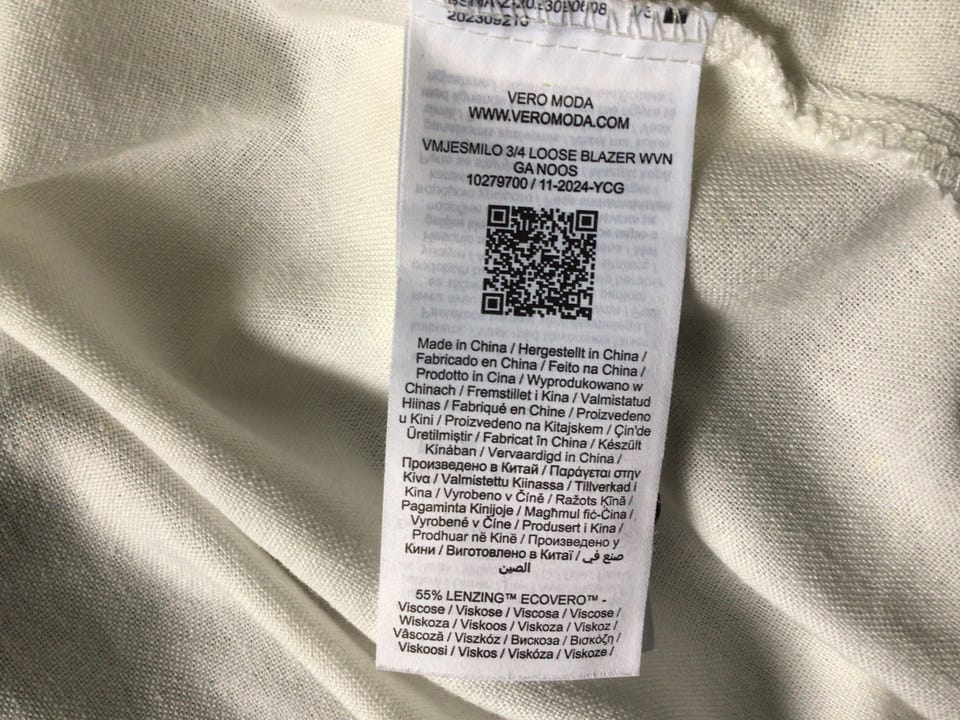 202309210
VERO MODA
WWW.VEROMODA.COM
VMJESMILO 3/4 LOOSE BLAZER WVN
GA NOOS
10279700 / 11-2024-YCG
Made in China / Hergestellt in China /
Fabricado en China / Feito na China /
Prodotto in Cina / Wyprodukowano w
Chinach / Fremstillet i Kina / Valmistatud
Hiinas / Fabriqué en Chine / Proizvedeno
u Kini / Proizvedeno na Kitajskem / Çin'de
Üretilmiştir / Fabricat în China / Készült
Kínában / Vervaardigd in China /
Произведено в Китай / Παράγεται στην
Κίνα / Valmistettu Kiinassa / Tillverkad i
Kina / Vyrobeno v Číně / Ražots Ķīnā /
Pagaminta Kinijoje / Magħmul fiċ-Ċina /
Vyrobené v Číne / Produsert i Kina /
Prodhuar në Kinë / Произведено у
Кини / Виготовлено в Китаї / صنع في
الصين
55% LENZING™ ECOVERO™ -
Viscose / Viskose / Viscosa / Viscose /
Wiskoza / Viskoos / Viskoza / Viskoz /
Vâscoză / Viszkóz / Вискоза / Βισκόζη /
Viskoosi / Viskos / Viskóza / Viskoze /